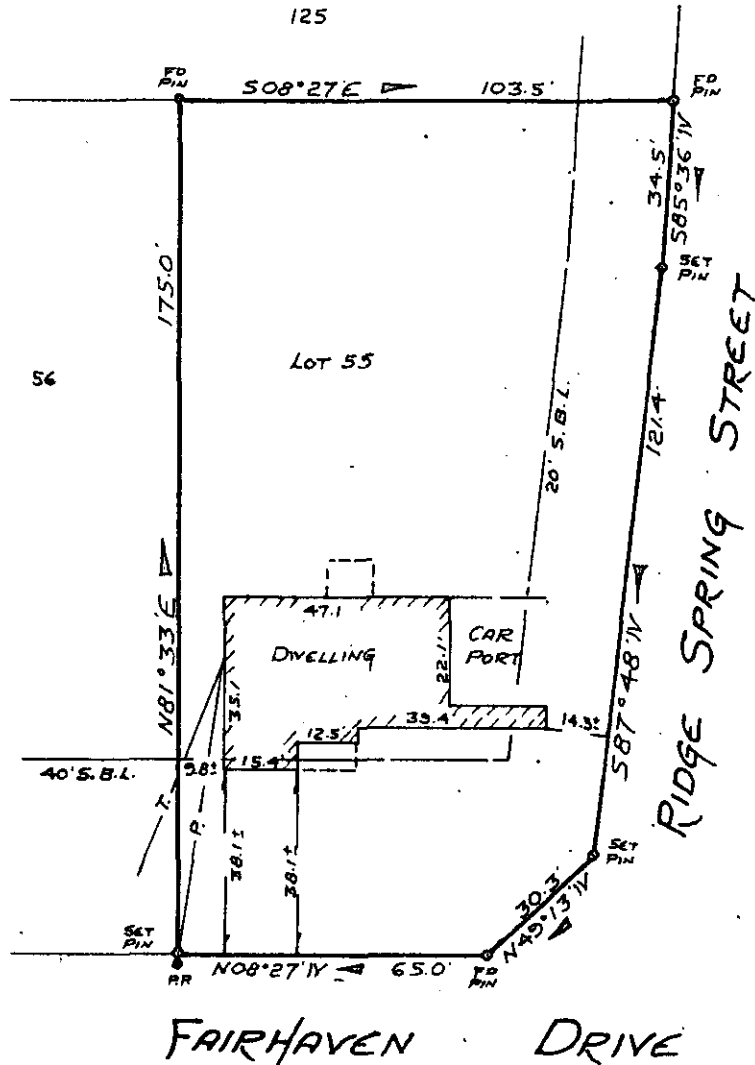 125
FD
PIN
S08°27'E
103.5'
FD
PIN
34.5'
S85°36'W
SET
PIN
175.0'
LOT 55
56
121.4
20' S.B.L.
RIDGE SPRING STREET
N81°33'E
47.1
DWELLING
CAR
PORT
22.1'
35.1
39.4
12.5
14.3±
S87°48'W
40' S.B.L.
9.8±
15.4'
T.
P.
38.1±
38.1±
SET
PIN
30.3'
N49°13'W
SET
PIN
P.P.
N08°27'W
65.0'
FD
PIN
FAIRHAVEN DRIVE